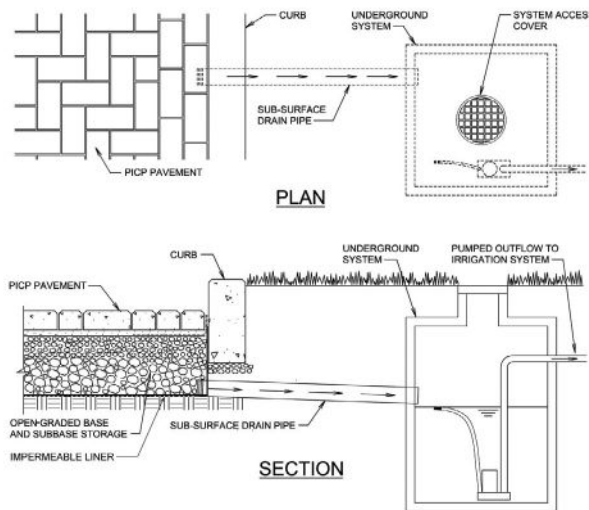 CURB
UNDERGROUND
SYSTEM
SYSTEM ACCES
COVER
SUB-SURFACE
DRAIN PIPE
PICP PAVEMENT
PLAN
CURB
UNDERGROUND
SYSTEM
PUMPED OUTFLOW TO
IRRIGATION SYSTEM
PICP PAVEMENT
OPEN-GRADED BASE
AND SUBBASE STORAGE
SUB-SURFACE DRAIN PIPE
IMPERMEABLE LINER
SECTION